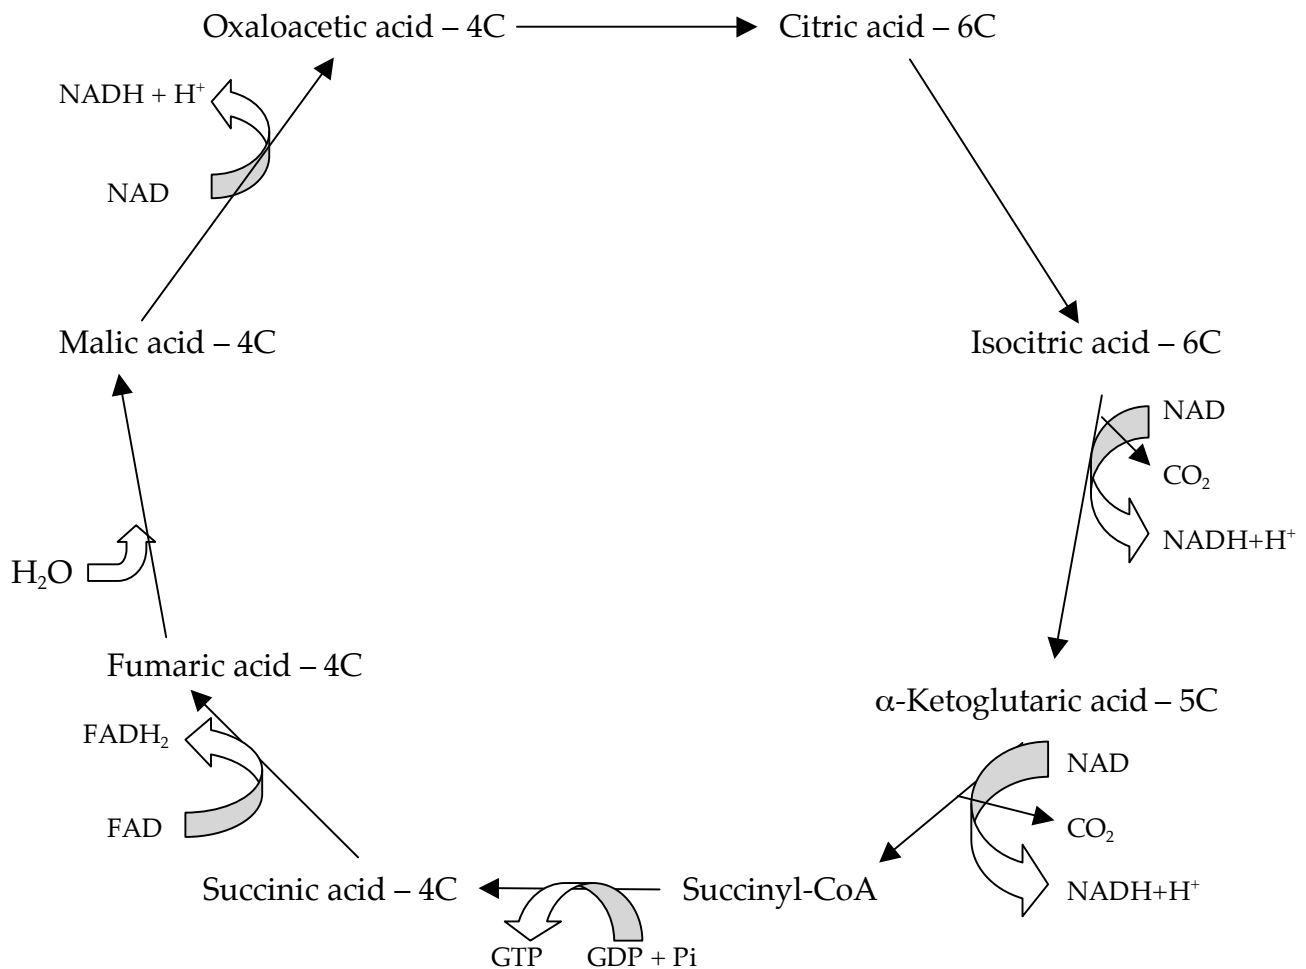 Oxaloacetic acid – 4C
Citric acid – 6C
NADH + H⁺
NAD
Malic acid – 4C
Isocitric acid – 6C
NAD
CO₂
NADH+H⁺
H₂O
Fumaric acid – 4C
α-Ketoglutaric acid – 5C
FADH₂
NAD
FAD
CO₂
Succinic acid – 4C
Succinyl-CoA
NADH+H⁺
GTP
GDP + Pi